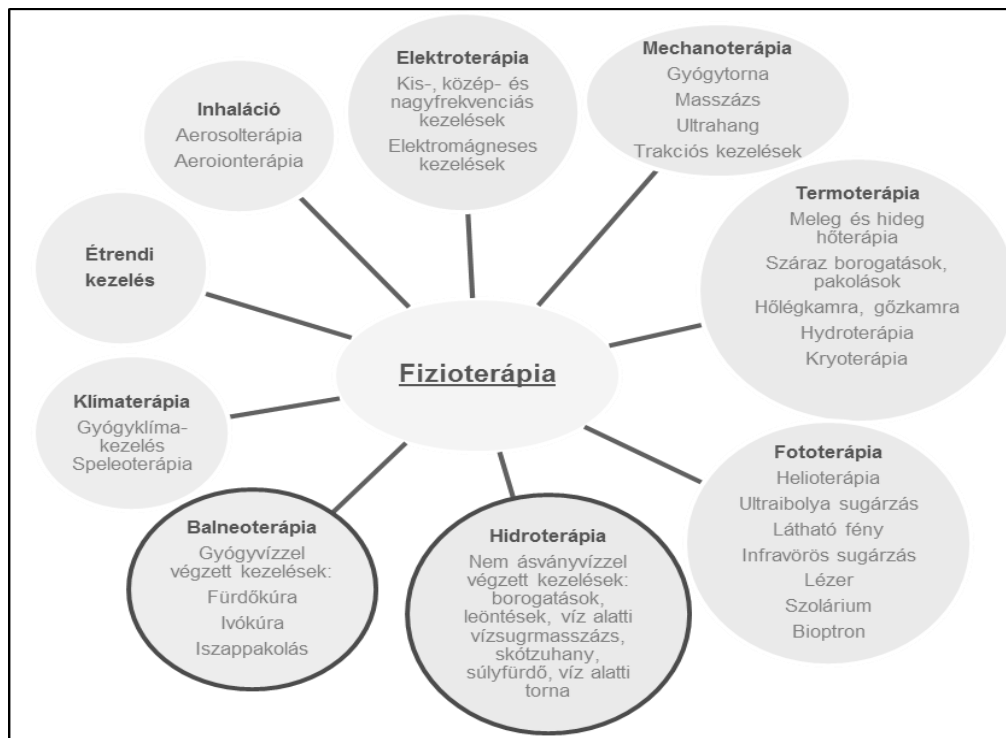 Elektroterápia
Kis-, közép- és
nagyfrekvenciás
kezelések
Elektromágneses
kezelések
Mechanoterápia
Gyógytorna
Masszázs
Ultrahang
Trakciós kezelések
Inhaláció
Aerosolterápia
Aeroionterápia
Termoterápia
Meleg és hideg
hőterápia
Száraz borogatások,
pakolások
Hőlégkamra, gőzkamra
Hydroterápia
Kryoterápia
Étrendi
kezelés
Fizioterápia
Klímaterápia
Gyógyklíma-
kezelés
Speleoterápia
Fototerápia
Helioterápia
Ultraibolya sugárzás
Látható fény
Infravörös sugárzás
Lézer
Szolárium
Bioptron
Balneoterápia
Gyógyvízzel
végzett kezelések:
Fürdőkúra
Ivókúra
Iszappakolás
Hidroterápia
Nem ásványvízzel
végzett kezelések:
borogatások,
leöntések, víz alatti
vízsugrmasszázs,
skótzuhany,
súlyfürdő, víz alatti
torna